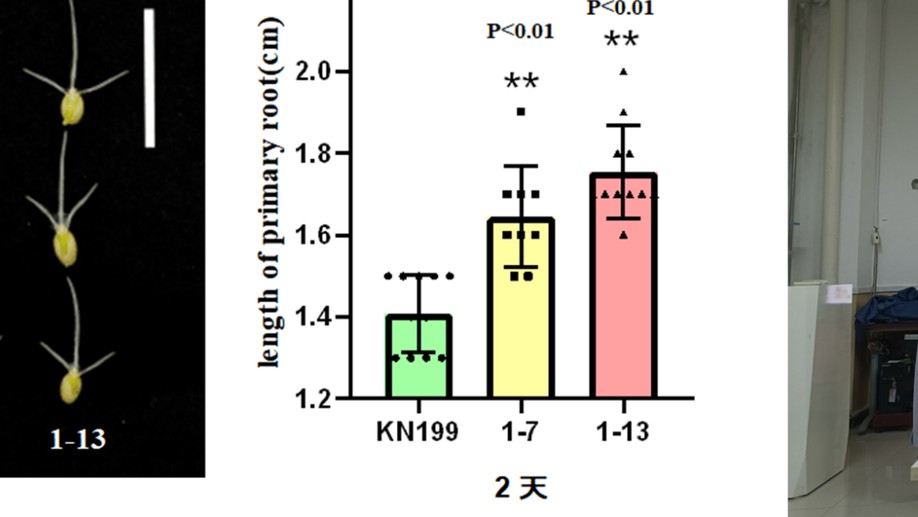 1-13
length of primary root(cm)
P<0.01
**
P<0.01
**
2.0
1.8
1.6
1.4
1.2
KN199
1-7
1-13
2 天